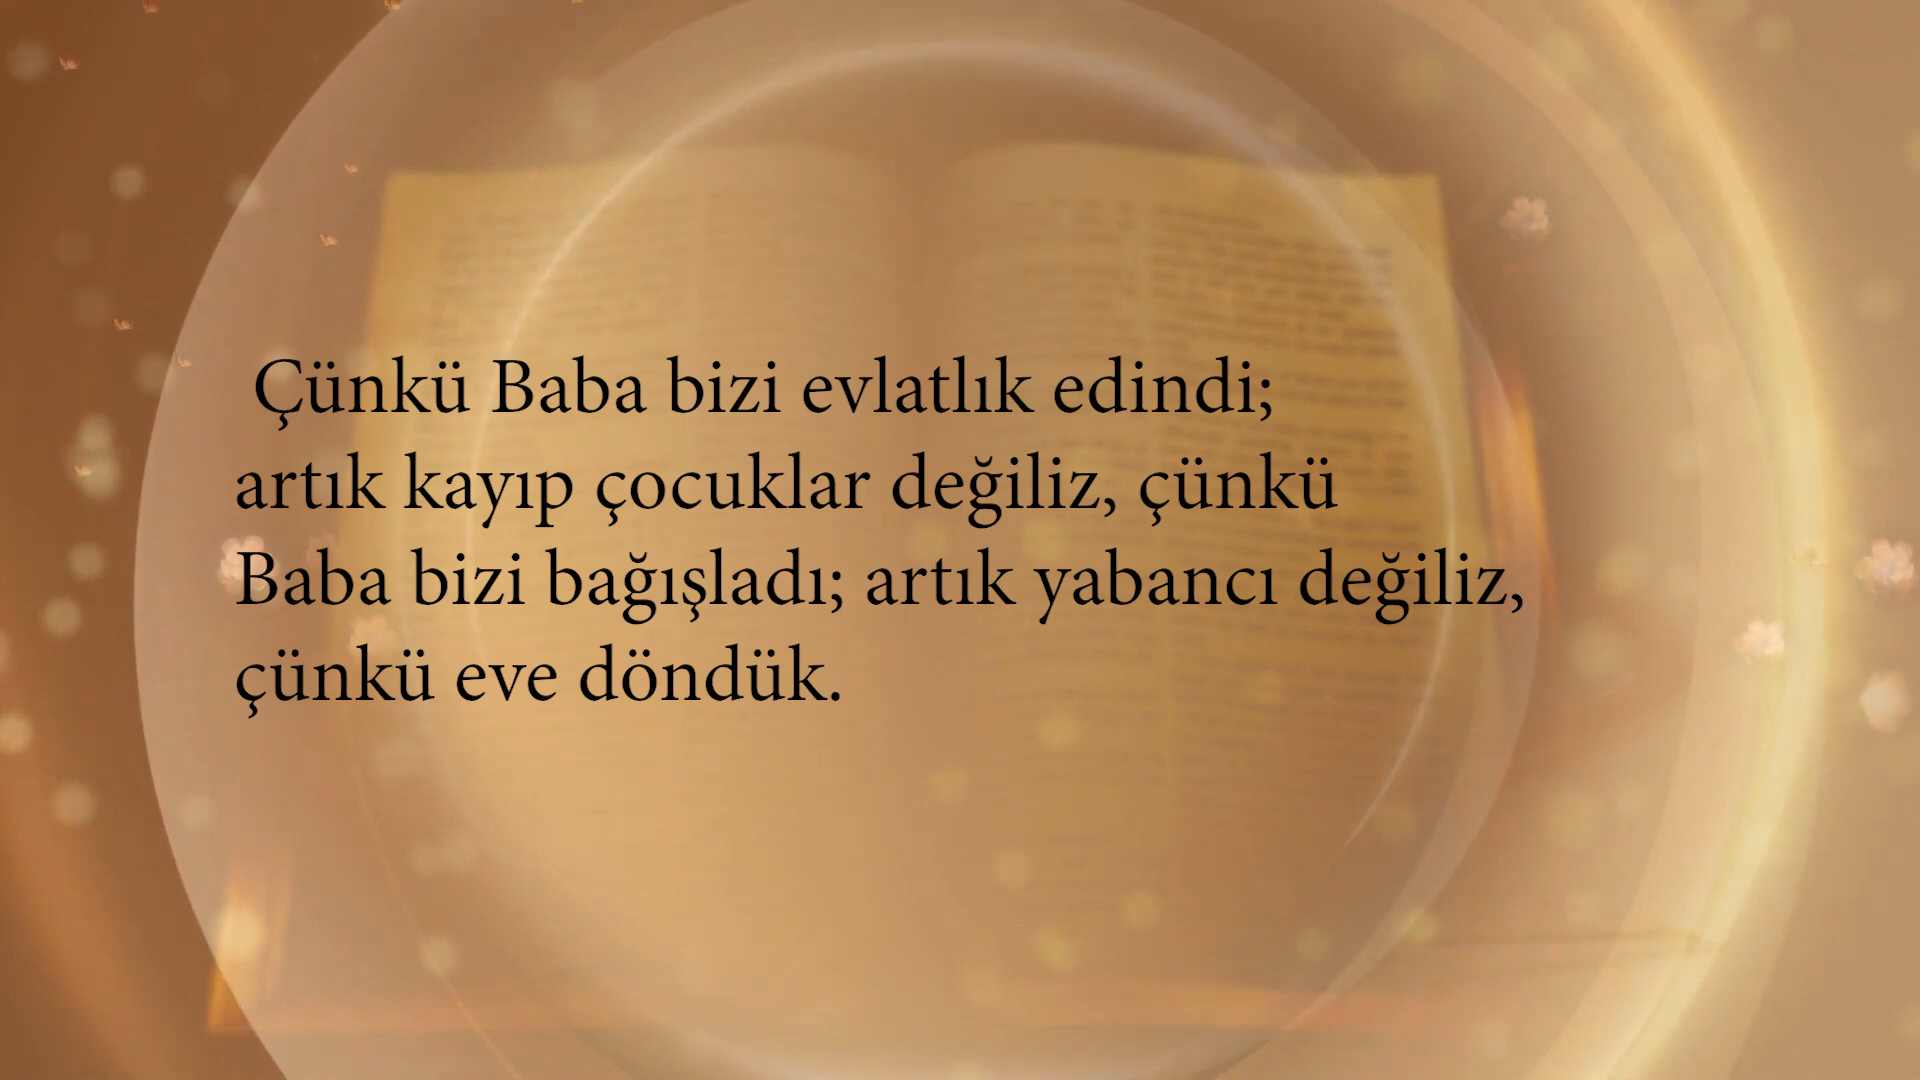 Çünkü Baba bizi evlatlık edindi;
artık kayıp çocuklar değiliz, çünkü
Baba bizi bağışladı; artık yabancı değiliz,
çünkü eve döndük.